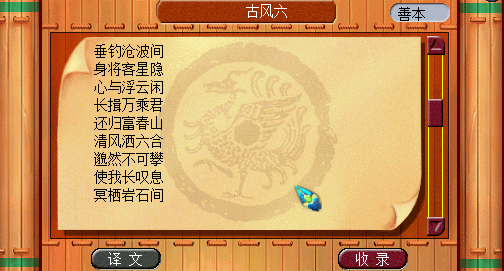 古风六
善本
垂钓沧波间
身将客星隐
心与浮云闲
长揖万乘君
还归富春山
清风洒六合
邈然不可攀
使我长叹息
冥栖岩石间
译文
收录